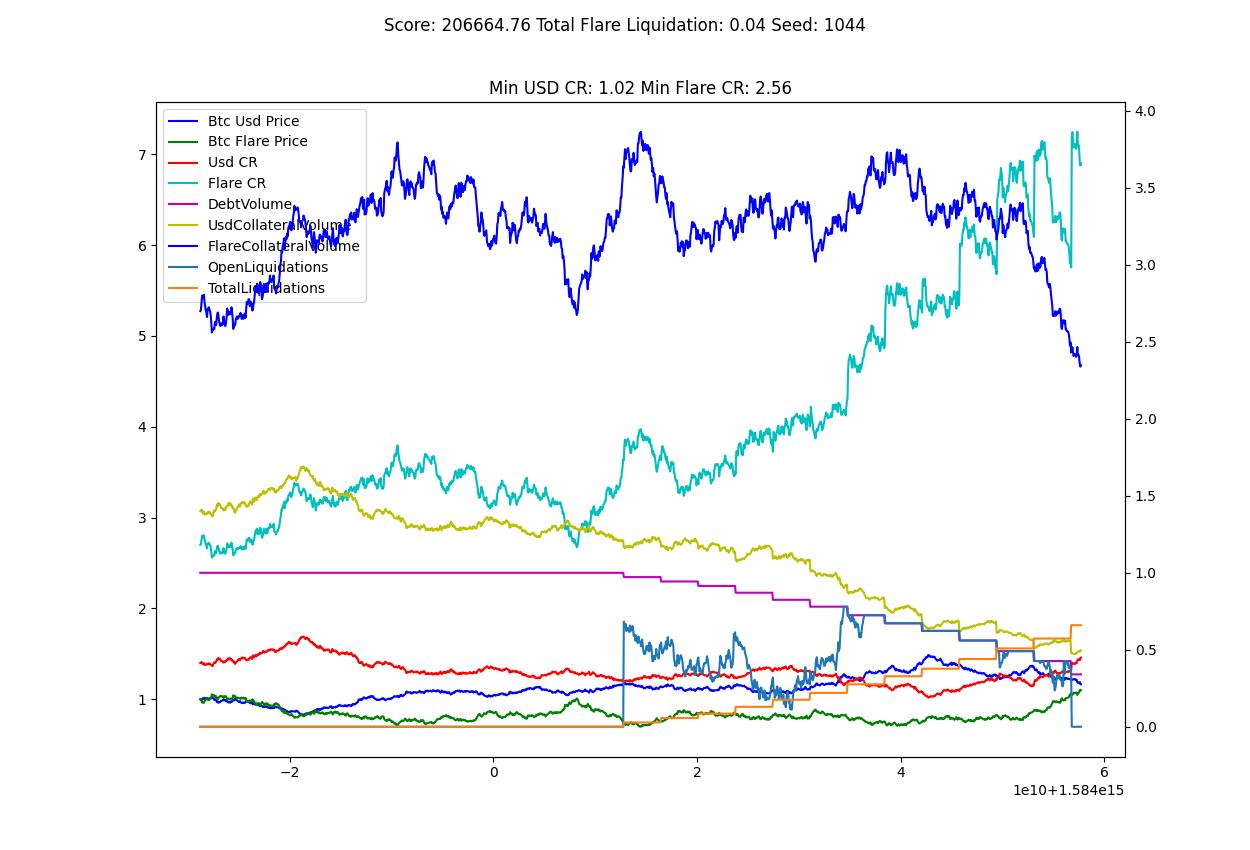 Score: 206664.76 Total Flare Liquidation: 0.04 Seed: 1044
Min USD CR: 1.02 Min Flare CR: 2.56
Btc Usd Price
Btc Flare Price
Usd CR
Flare CR
DebtVolume
UsdCollateralVolume
FlareCollateralVolume
OpenLiquidations
TotalLiquidations
7
6
5
4
3
2
1
4.0
3.5
3.0
2.5
2.0
1.5
1.0
0.5
0.0
−2 0 2 4 6
1e10+1.584e15